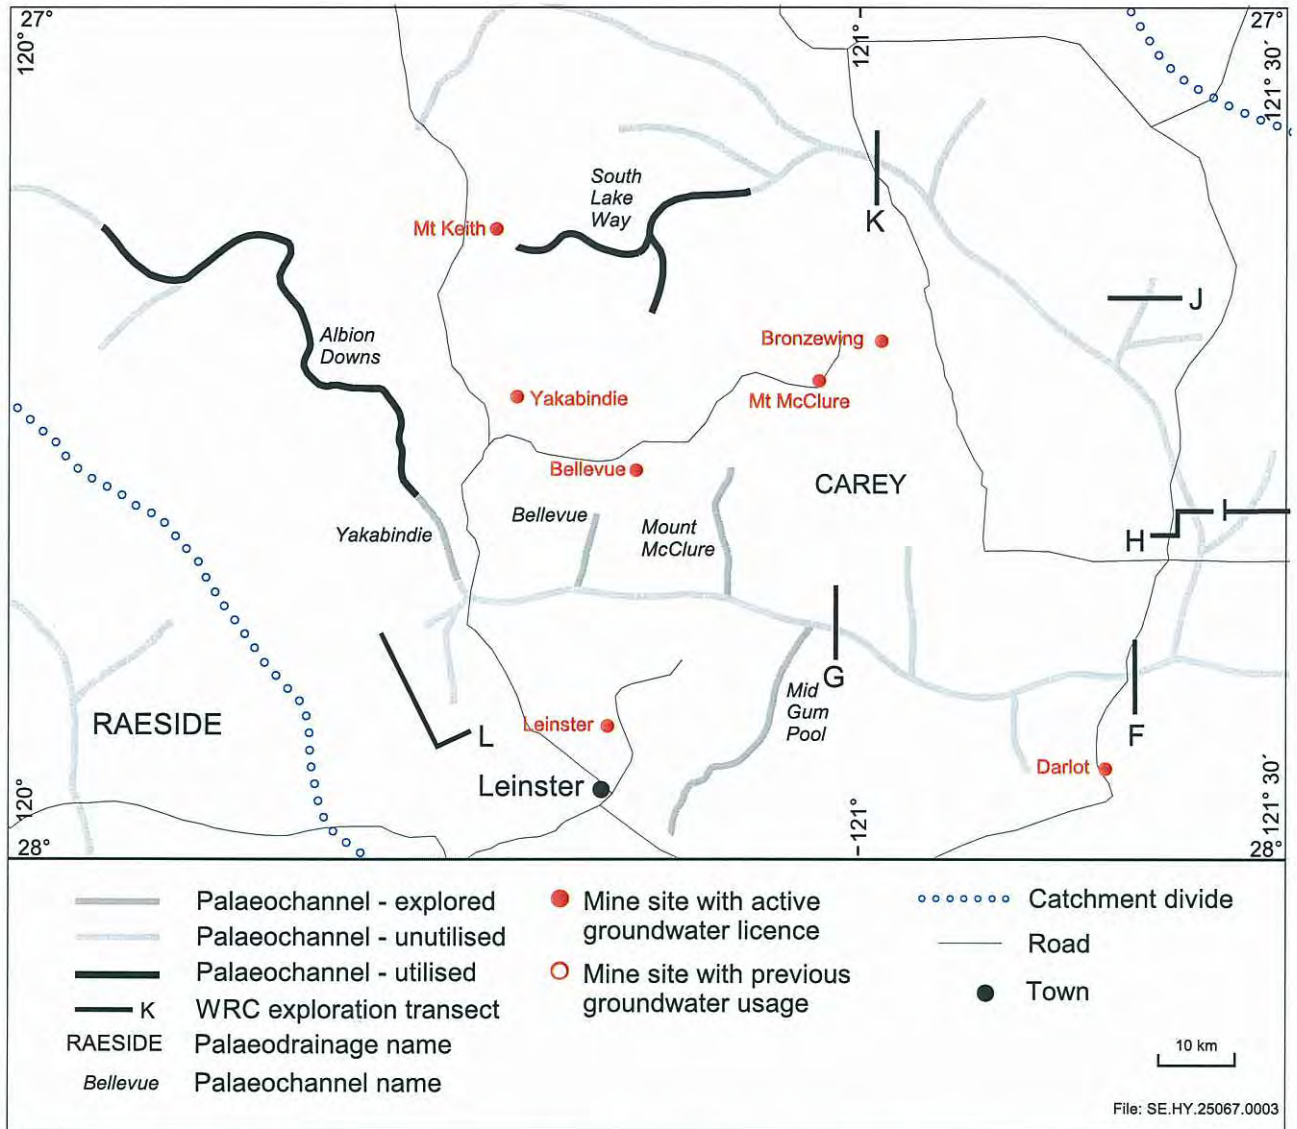 27°
120°
121°
27°
121° 30´
South
Lake
Way
Mt Keith
K
J
Albion
Downs
Bronzewing
Mt McClure
Yakabindie
Bellevue
CAREY
Bellevue
Mount
McClure
Yakabindie
I
H
G
Mid
Gum
Pool
RAESIDE
L
Leinster
F
Darlot
Leinster
120°
28°
121°
28°
121° 30´
Palaeochannel - explored
Palaeochannel - unutilised
Palaeochannel - utilised
K WRC exploration transect
RAESIDE Palaeodrainage name
Bellevue Palaeochannel name
Mine site with active
groundwater licence
Mine site with previous
groundwater usage
Catchment divide
Road
Town
10 km
File: SE.HY.25067.0003